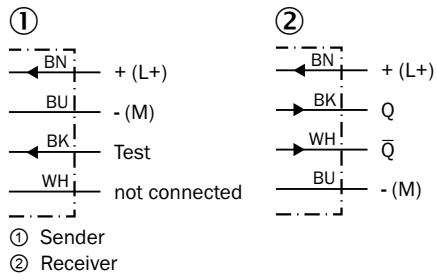 ① ②
BN + (L+)
BU - (M)
BK Test
WH not connected
BN + (L+)
BK Q
WH Q̅
BU - (M)
① Sender
② Receiver